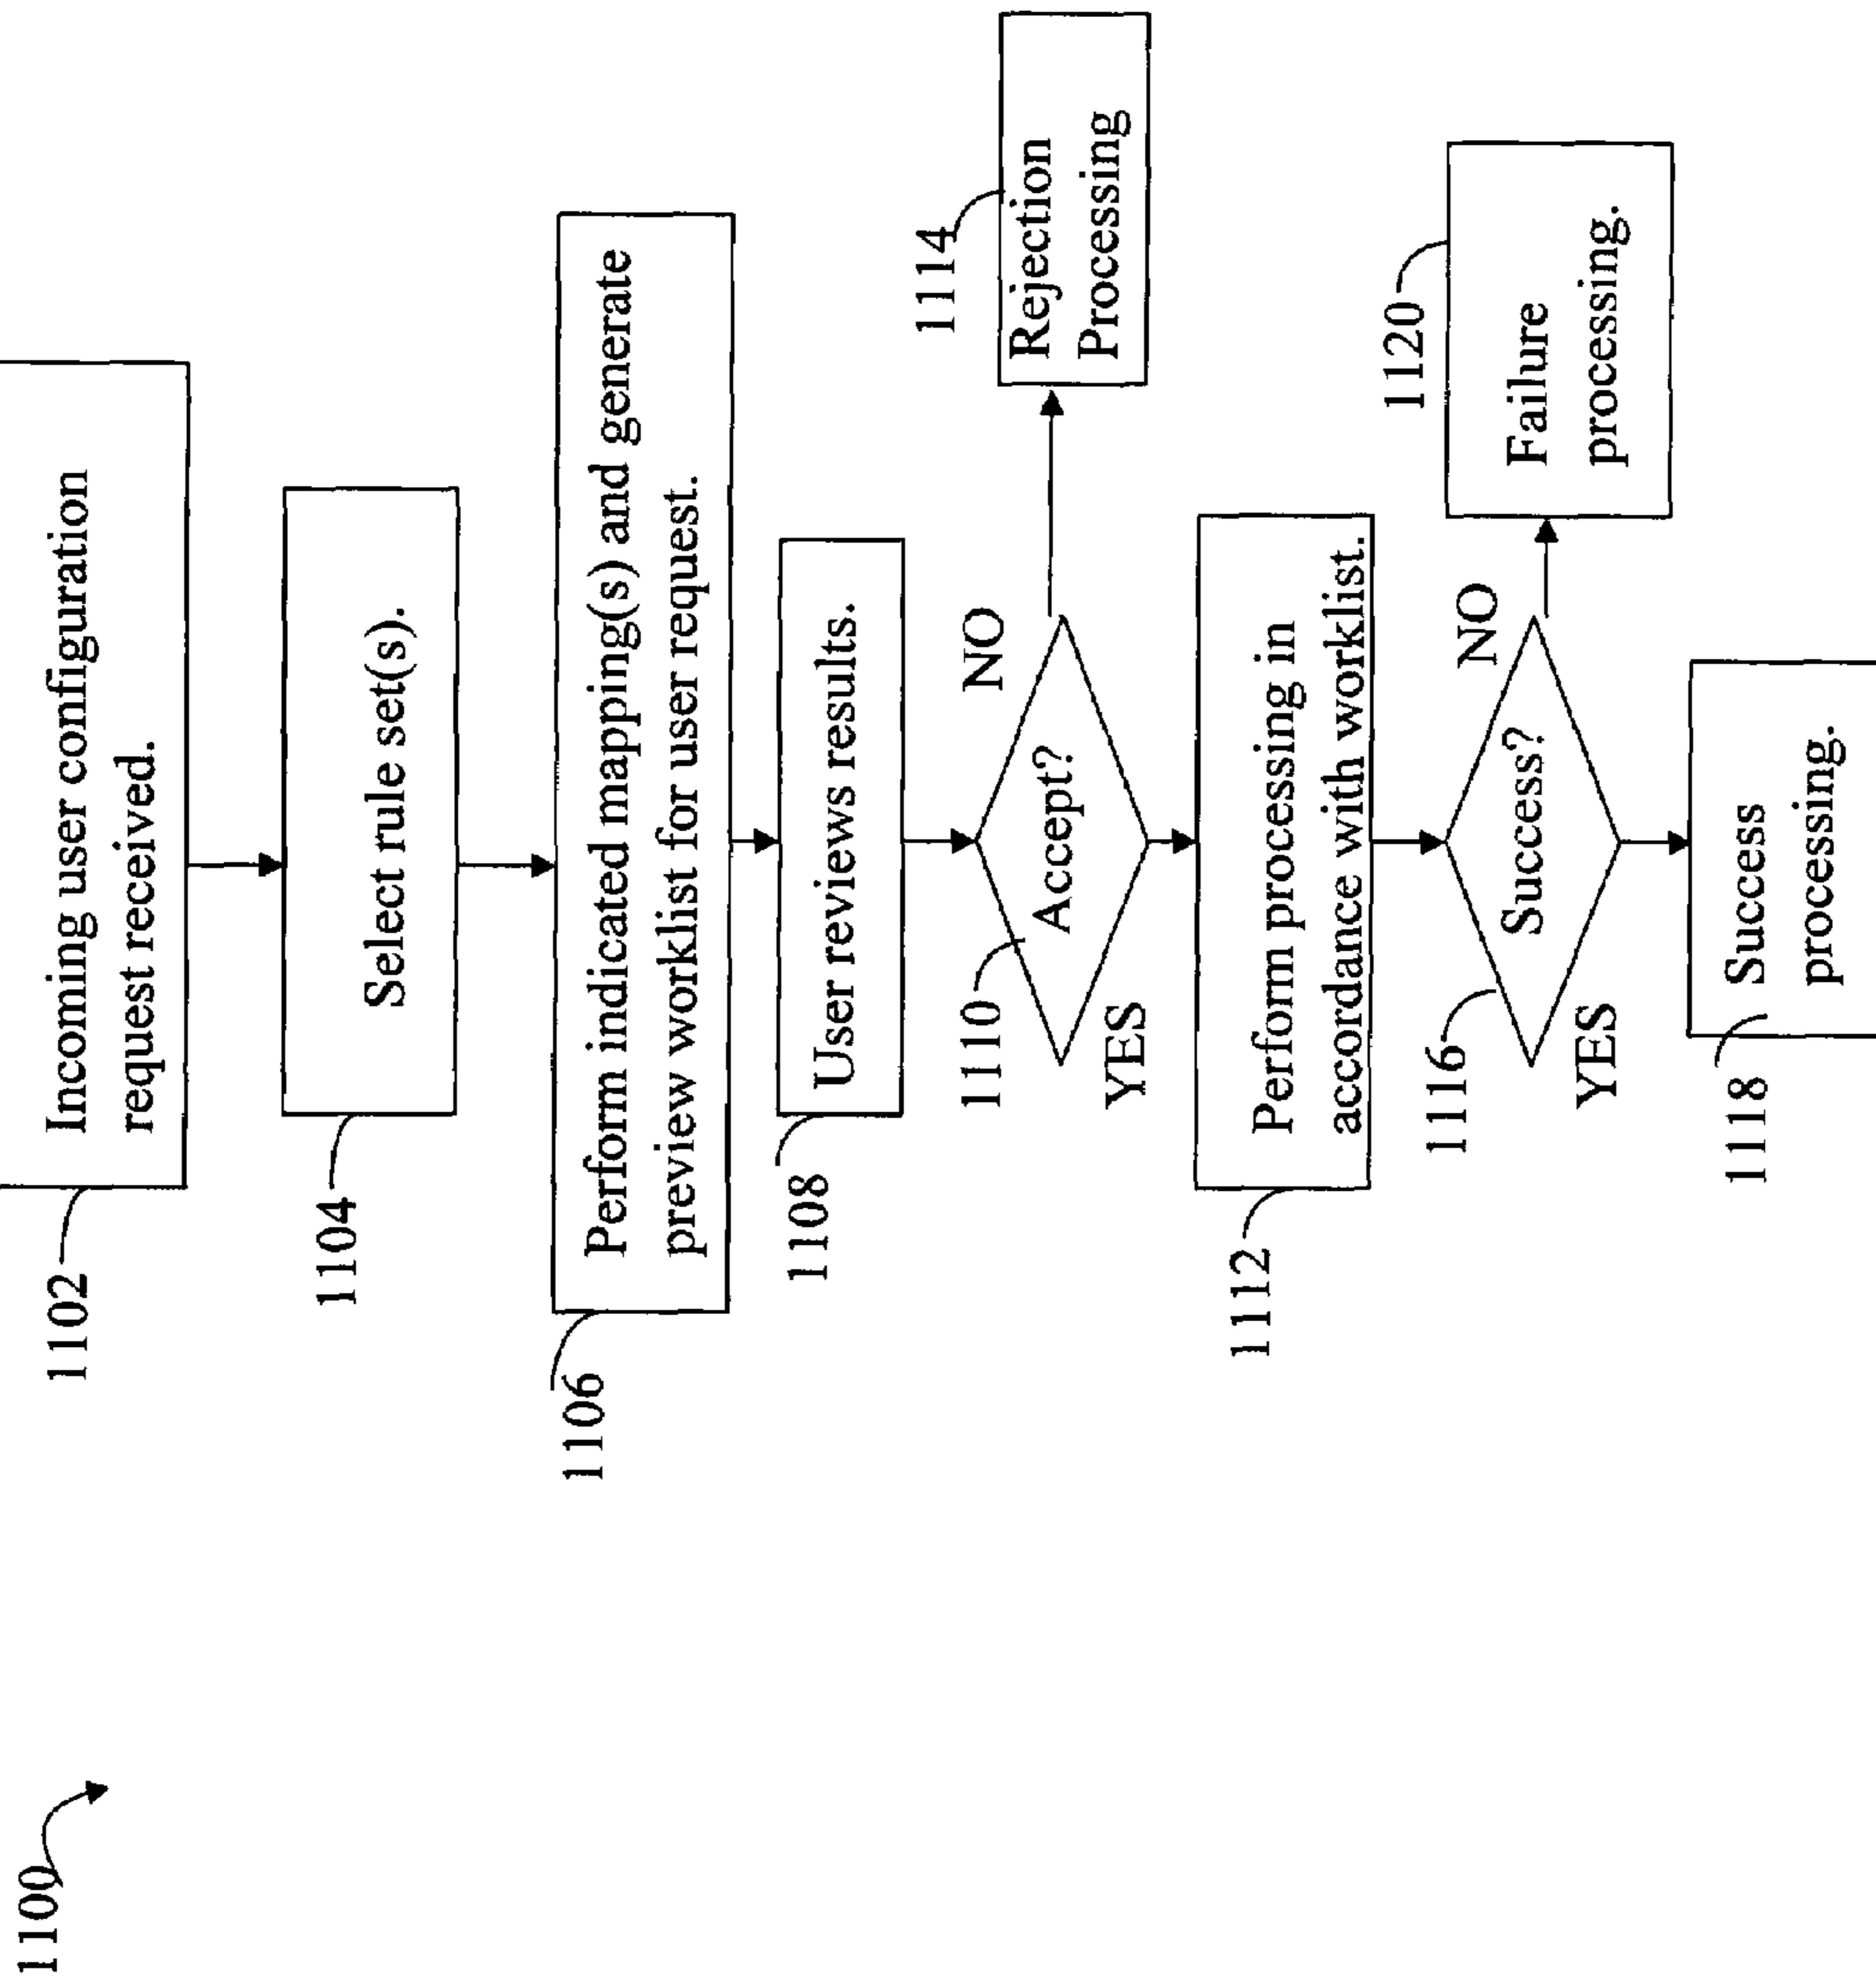 1100
1102
Incoming user configuration
request received.
1104
Select rule set(s).
1106
Perform indicated mapping(s) and generate
preview worklist for user request.
1108
User reviews results.
1110
Accept?
NO
1114
Rejection
Processing
YES
1112
Perform processing in
accordance with worklist.
1116
Success?
NO
1120
Failure
processing.
YES
1118
Success
processing.